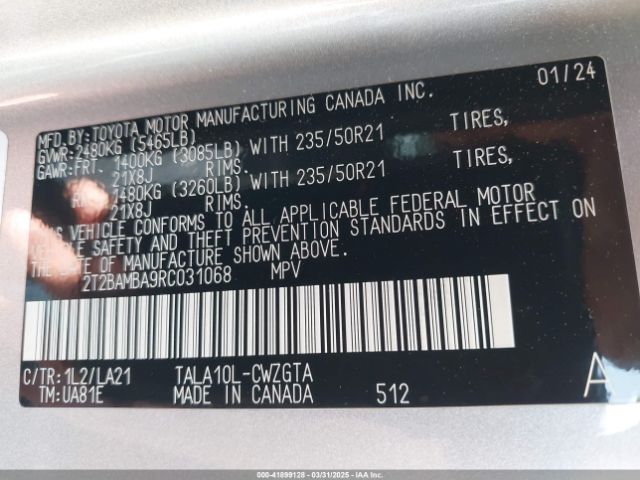 01/24
MFD.BY:TOYOTA MOTOR MANUFACTURING CANADA INC.
GVWR:2480KG (5465LB)
GAWR:FRT. 1400KG (3085LB) WITH 235/50R21 TIRES,
21X8J RIMS.
RR. 1480KG (3260LB) WITH 235/50R21 TIRES,
21X8J RIMS.
THIS VEHICLE CONFORMS TO ALL APPLICABLE FEDERAL MOTOR
VEHICLE SAFETY AND THEFT PREVENTION STANDARDS IN EFFECT ON
THE DATE OF MANUFACTURE SHOWN ABOVE.
2T2BAMBA9RC031068 MPV
C/TR:1L2/LA21 TALA10L-CWZGTA A
TM:UA81E MADE IN CANADA 512
000-41899128 - 03/31/2025 - IAA Inc.